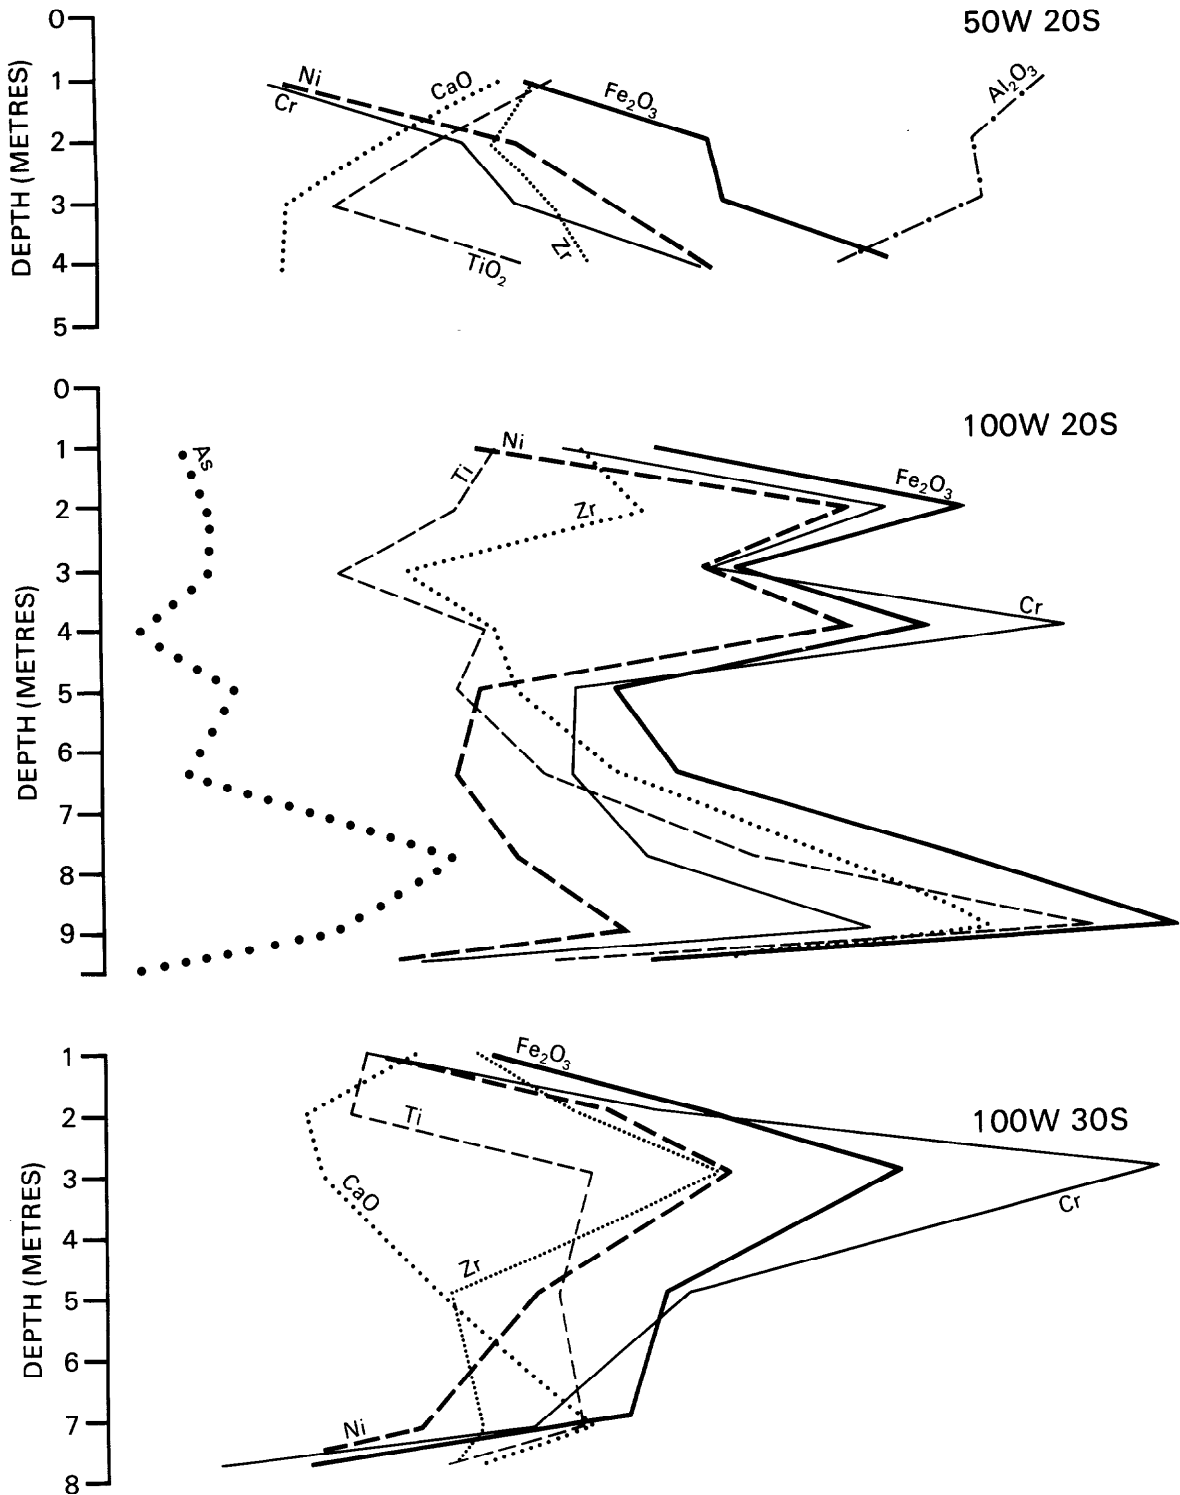 50W 20S
0
1
2
3
4
5
DEPTH (METRES)
Ni
Cr
CaO
Fe₂O₃
Al₂O₃
Zr
TiO₂
100W 20S
0
1
2
3
4
5
6
7
8
9
DEPTH (METRES)
As
Ni
Ti
Zr
Fe₂O₃
Cr
100W 30S
1
2
3
4
5
6
7
8
DEPTH (METRES)
Fe₂O₃
Ti
CaO
Cr
Zr
Ni